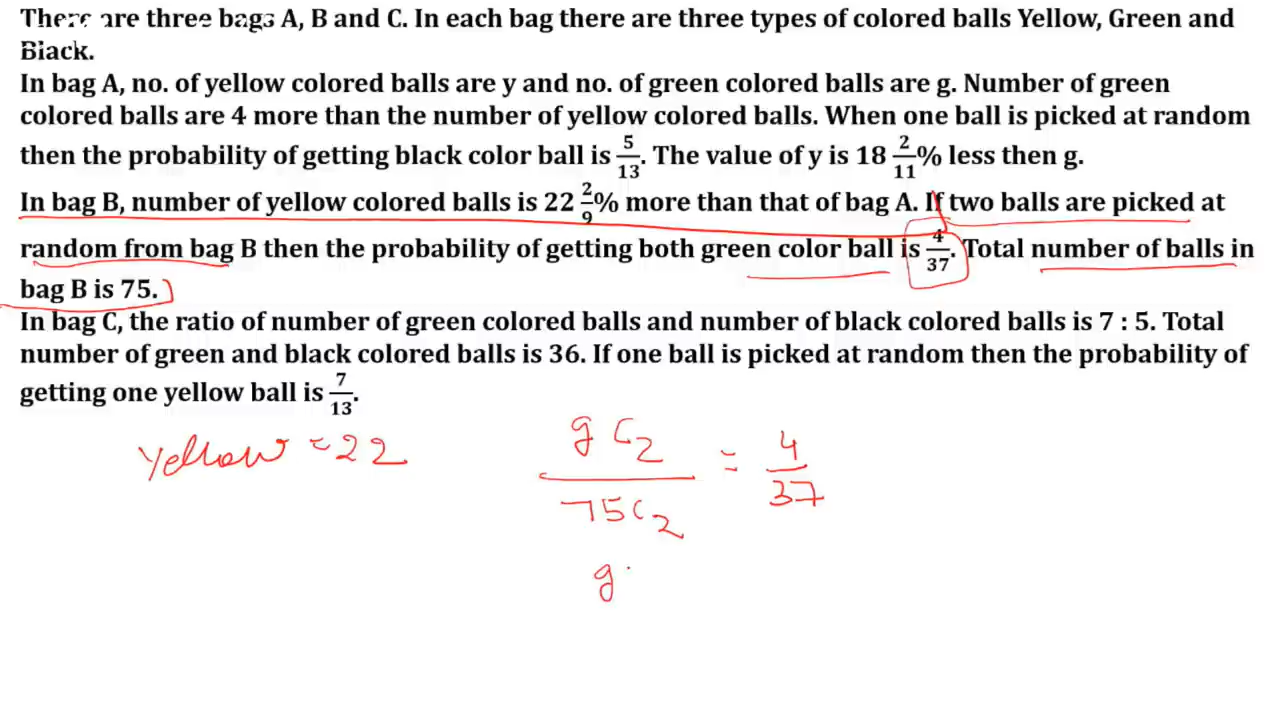 There are three bags A, B and C. In each bag there are three types of colored balls Yellow, Green and
Black.
In bag A, no. of yellow colored balls are y and no. of green colored balls are g. Number of green
colored balls are 4 more than the number of yellow colored balls. When one ball is picked at random
then the probability of getting black color ball is 5/13. The value of y is 18 2/11% less then g.
In bag B, number of yellow colored balls is 22 2/9% more than that of bag A. If two balls are picked at
random from bag B then the probability of getting both green color ball is 4/37. Total number of balls in
bag B is 75.
In bag C, the ratio of number of green colored balls and number of black colored balls is 7 : 5. Total
number of green and black colored balls is 36. If one ball is picked at random then the probability of
getting one yellow ball is 7/13.
Yellow = 22
gC2 / 75C2 = 4/37
g